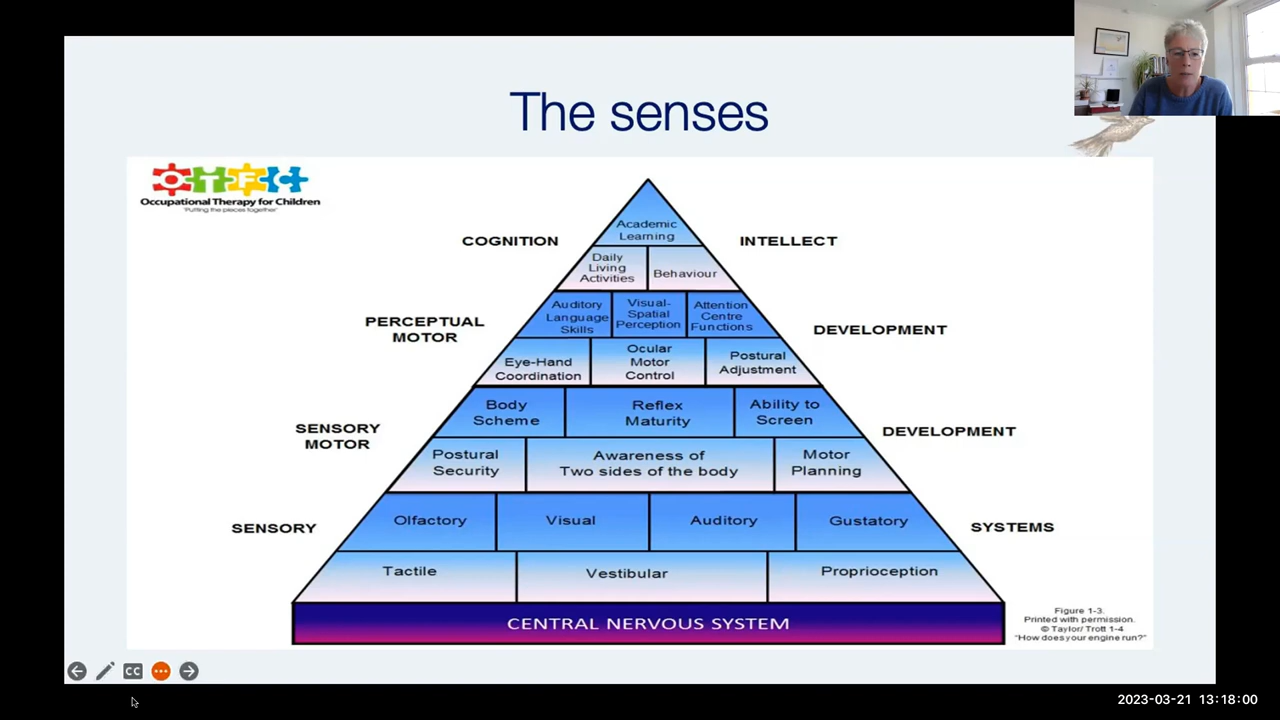 The senses
OTFC
Occupational Therapy for Children
"Putting the pieces together"
COGNITION
INTELLECT
Academic
Learning
Daily
Living
Activities
Behaviour
PERCEPTUAL
MOTOR
DEVELOPMENT
Auditory
Language
Skills
Visual-
Spatial
Perception
Attention
Centre
Functions
Eye-Hand
Coordination
Ocular
Motor
Control
Postural
Adjustment
SENSORY
MOTOR
DEVELOPMENT
Body
Scheme
Reflex
Maturity
Ability to
Screen
Postural
Security
Awareness of
Two sides of the body
Motor
Planning
SENSORY
SYSTEMS
Olfactory
Visual
Auditory
Gustatory
Tactile
Vestibular
Proprioception
CENTRAL NERVOUS SYSTEM
Figure 1-3.
Printed with permission.
© Taylor/ Trott 1-4
"How does your engine run?"
CC
2023-03-21 13:18:00